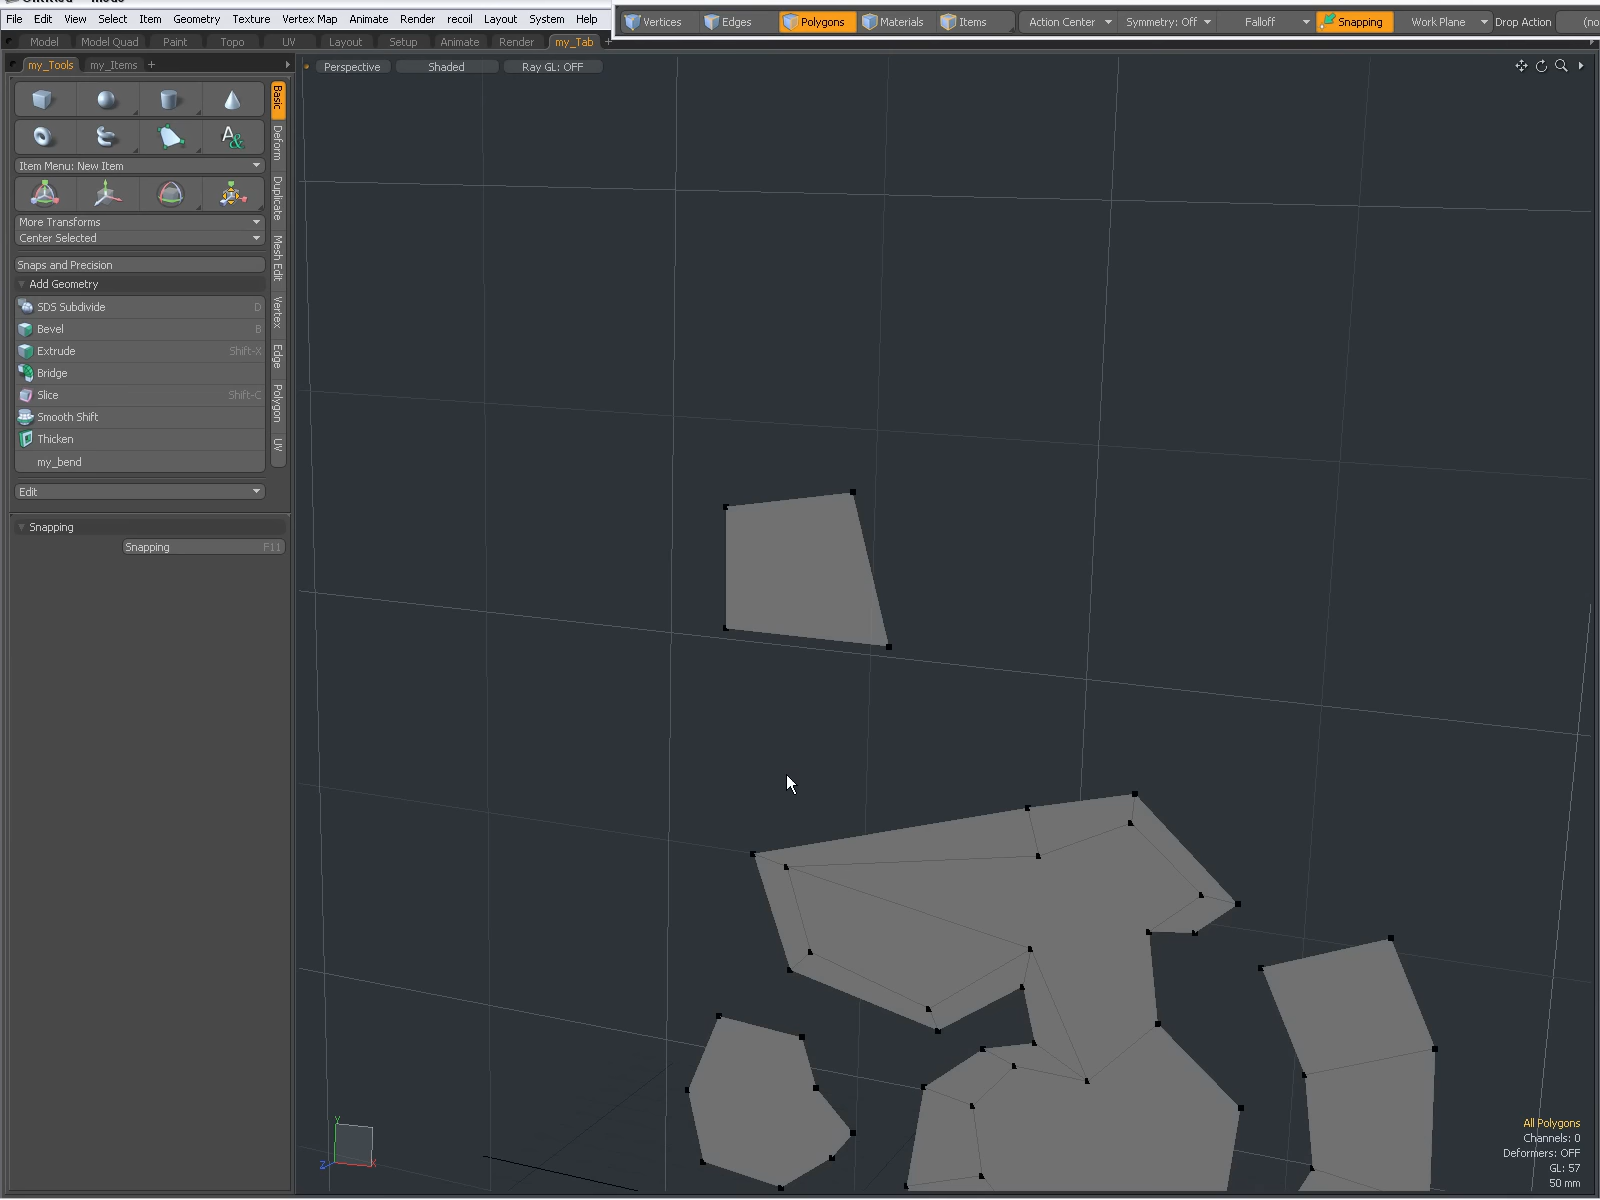 File Edit View Select Item Geometry Texture Vertex Map Animate Render recoil Layout System Help
Vertices Edges Polygons Materials Items Action Center Symmetry: Off Falloff Snapping Work Plane Drop Action (no
Model Model Quad Paint Topo UV Layout Setup Animate Render my_Tab +
my_Tools my_Items +
Perspective Shaded Ray GL: OFF
Basic
Deform
Duplicate
Mesh Edit
Vertex
Edge
Polygon
UV
Item Menu: New Item
More Transforms
Center Selected
Snaps and Precision
Add Geometry
SDS Subdivide D
Bevel B
Extrude Shift-X
Bridge
Slice Shift-C
Smooth Shift
Thicken
my_bend
Edit
Snapping
Snapping F11
Y
Z X
All Polygons
Channels: 0
Deformers: OFF
GL: 57
50 mm